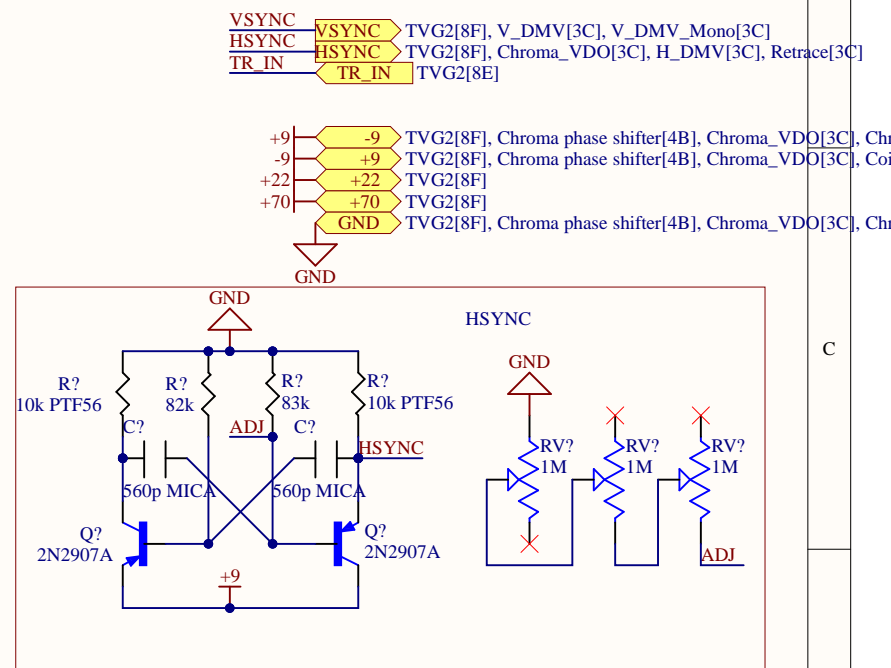 VSYNC VSYNC TVG2[8F], V_DMV[3C], V_DMV_Mono[3C]
HSYNC HSYNC TVG2[8F], Chroma_VDO[3C], H_DMV[3C], Retrace[3C]
TR_IN TR_IN TVG2[8E]
+9 -9 TVG2[8F], Chroma phase shifter[4B], Chroma_VDO[3C], Chr
-9 +9 TVG2[8F], Chroma phase shifter[4B], Chroma_VDO[3C], Coi
+22 +22 TVG2[8F]
+70 +70 TVG2[8F]
GND TVG2[8F], Chroma phase shifter[4B], Chroma_VDO[3C], Chr
GND
GND
HSYNC
C
GND
R?
10k PTF56
R?
82k
R?
83k
R?
10k PTF56
ADJ
C?
560p MICA
C?
560p MICA
HSYNC
Q?
2N2907A
Q?
2N2907A
+9
RV?
1M
RV?
1M
RV?
1M
ADJ